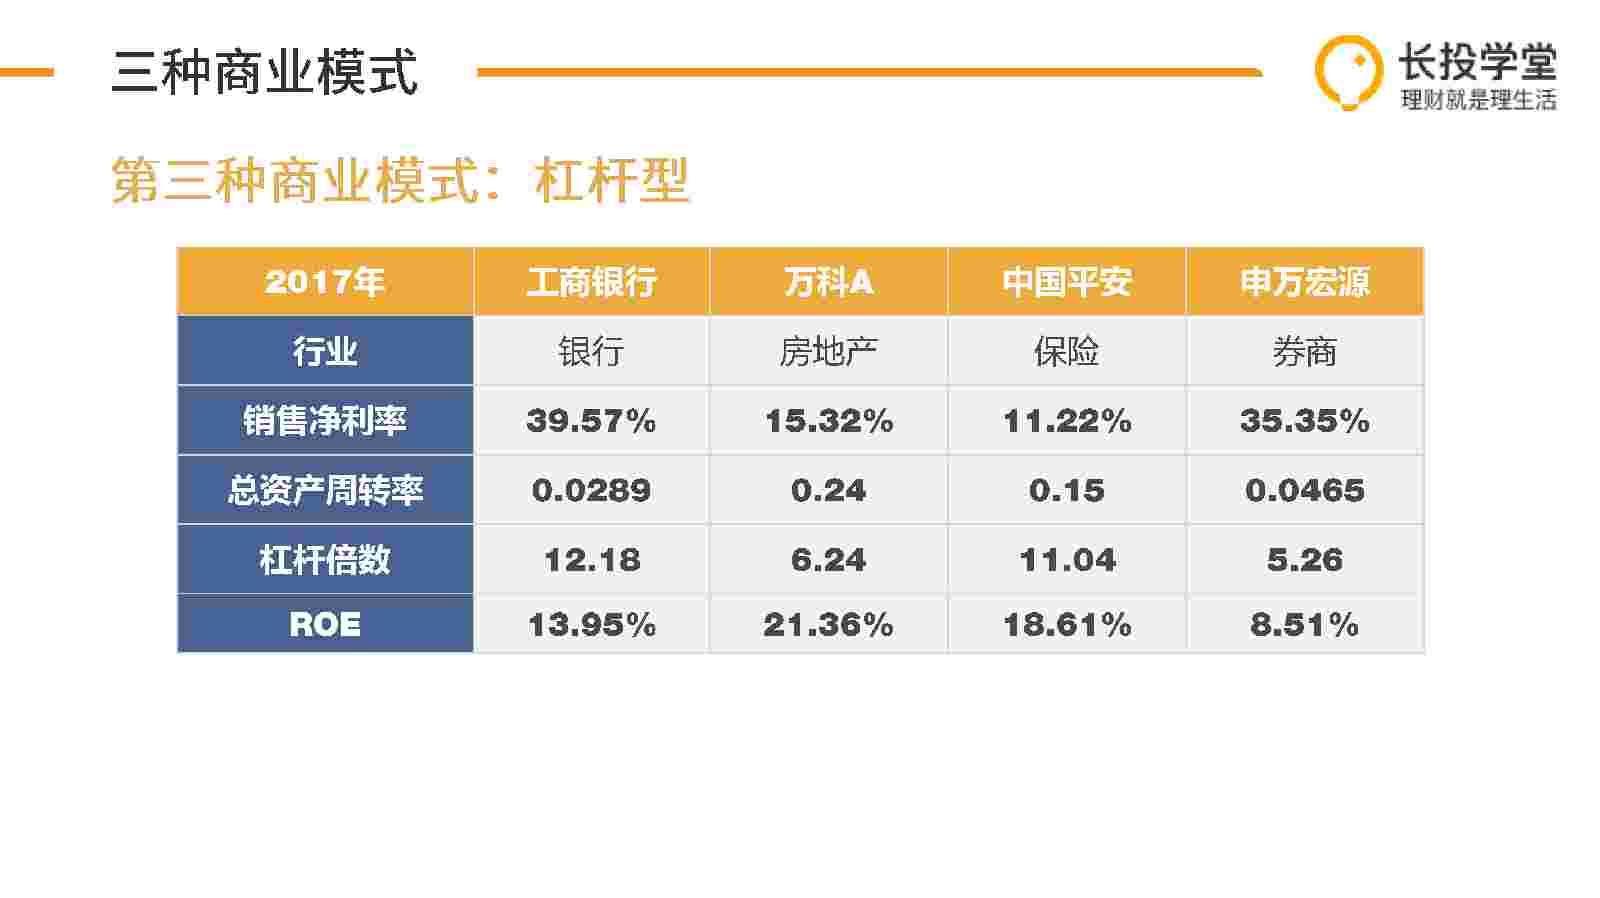 三种商业模式
长投学堂
理财就是理生活
第三种商业模式：杠杆型
2017年 工商银行 万科A 中国平安 申万宏源
行业 银行 房地产 保险 券商
销售净利率 39.57% 15.32% 11.22% 35.35%
总资产周转率 0.0289 0.24 0.15 0.0465
杠杆倍数 12.18 6.24 11.04 5.26
ROE 13.95% 21.36% 18.61% 8.51%